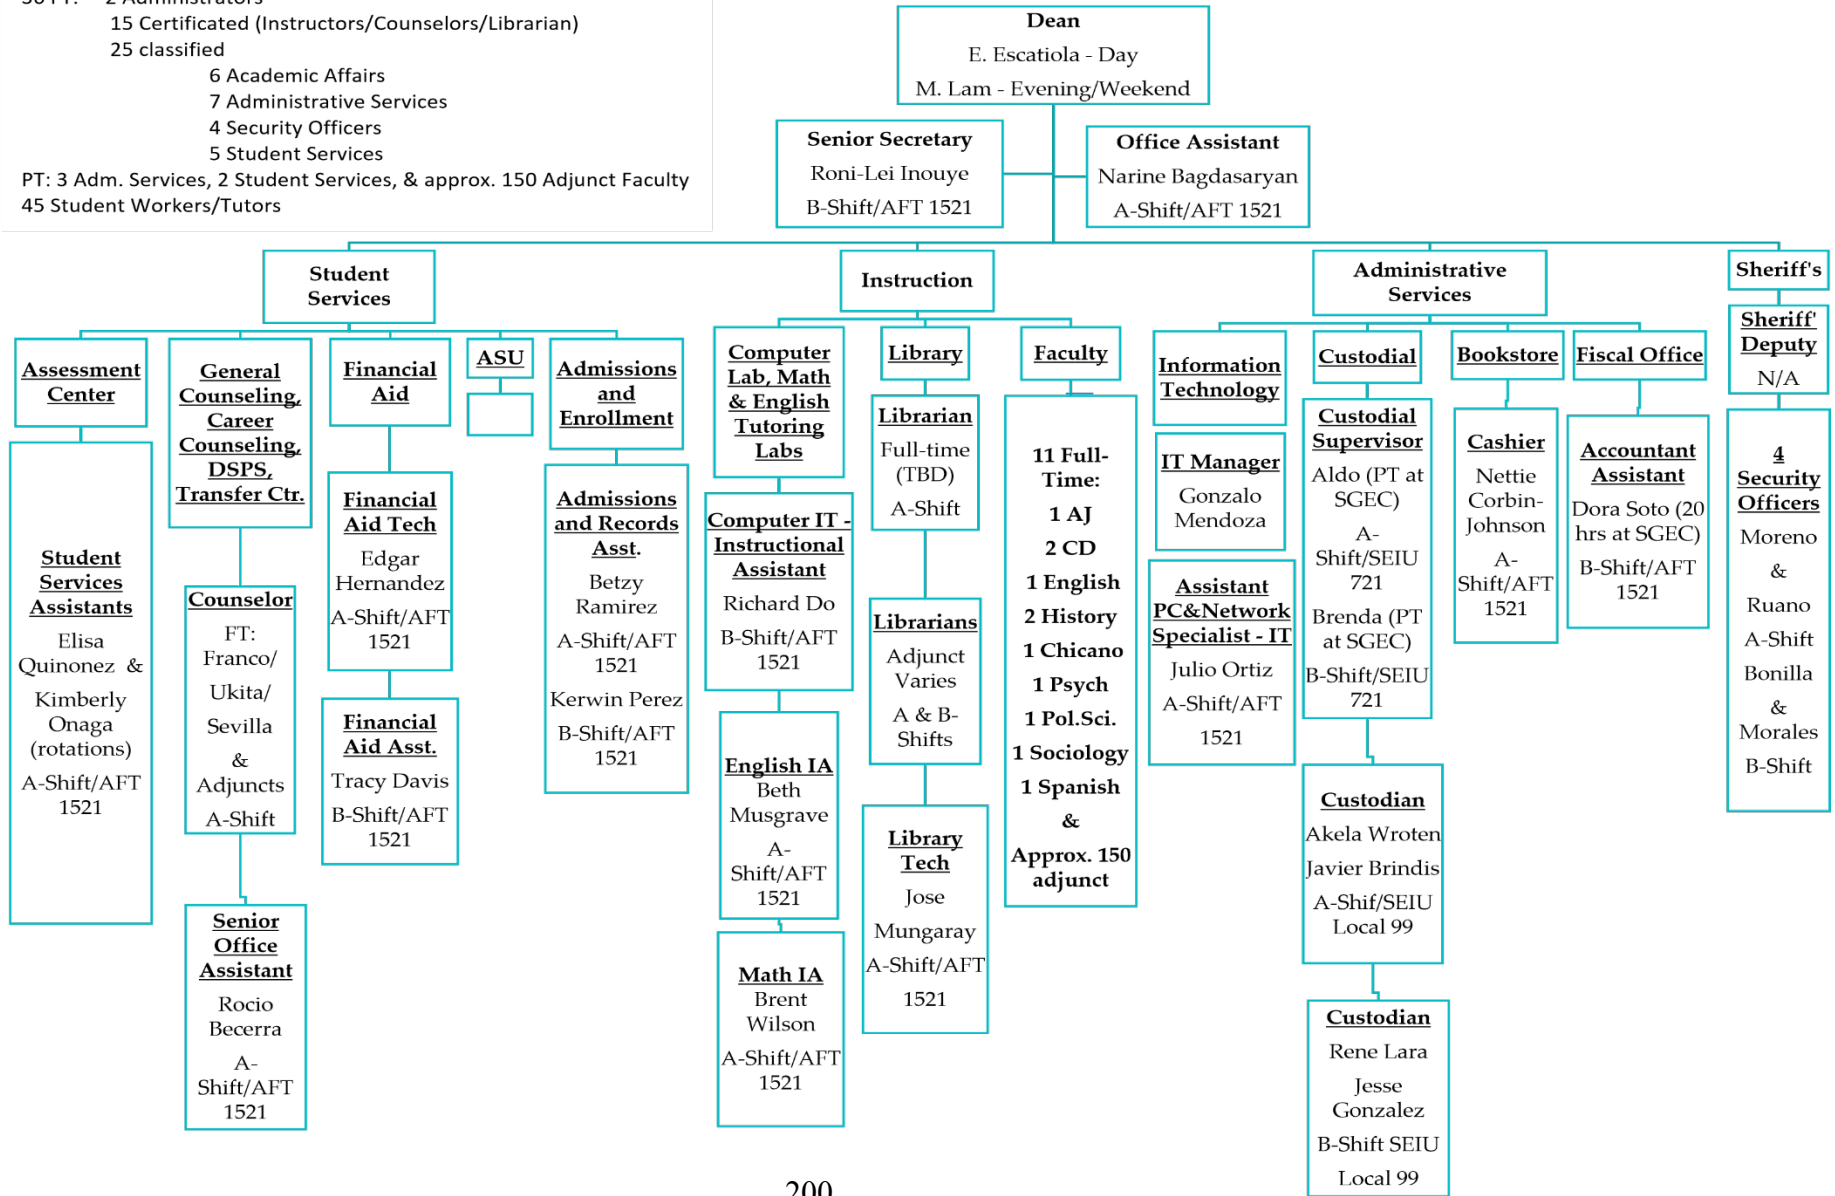 2 Administrators
15 Certificated (Instructors/Counselors/Librarian)
25 classified
6 Academic Affairs
7 Administrative Services
4 Security Officers
5 Student Services
PT: 3 Adm. Services, 2 Student Services, & approx. 150 Adjunct Faculty
45 Student Workers/Tutors
Dean
E. Escatiola - Day
M. Lam - Evening/Weekend
Senior Secretary
Roni-Lei Inouye
B-Shift/AFT 1521
Office Assistant
Narine Bagdasaryan
A-Shift/AFT 1521
Student
Services
Assessment
Center
Student
Services
Assistants
Elisa
Quinonez &
Kimberly
Onaga
(rotations)
A-Shift/AFT
1521
General
Counseling,
Career
Counseling,
DSPS,
Transfer Ctr.
Counselor
FT:
Franco/
Ukita/
Sevilla
&
Adjuncts
A-Shift
Senior
Office
Assistant
Rocio
Becerra
A-
Shift/AFT
1521
Financial
Aid
Financial
Aid Tech
Edgar
Hernandez
A-Shift/AFT
1521
Financial
Aid Asst.
Tracy Davis
B-Shift/AFT
1521
ASU
Admissions
and
Enrollment
Admissions
and Records
Asst.
Betzy
Ramirez
A-Shift/AFT
1521
Kerwin Perez
B-Shift/AFT
1521
Instruction
Computer
Lab, Math
& English
Tutoring
Labs
Computer IT -
Instructional
Assistant
Richard Do
B-Shift/AFT
1521
English IA
Beth
Musgrave
A-
Shift/AFT
1521
Math IA
Brent
Wilson
A-Shift/AFT
1521
Library
Librarian
Full-time
(TBD)
A-Shift
Librarians
Adjunct
Varies
A & B-
Shifts
Library
Tech
Jose
Mungaray
A-Shift/AFT
1521
Faculty
11 Full-
Time:
1 AJ
2 CD
1 English
2 History
1 Chicano
1 Psych
1 Pol.Sci.
1 Sociology
1 Spanish
&
Approx. 150
adjunct
Administrative
Services
Information
Technology
IT Manager
Gonzalo
Mendoza
Assistant
PC&Network
Specialist - IT
Julio Ortiz
A-Shift/AFT
1521
Custodial
Custodial
Supervisor
Aldo (PT at
SGEC)
A-
Shift/SEIU
721
Brenda (PT
at SGEC)
B-Shift/SEIU
721
Custodian
Akela Wroten
Javier Brindis
A-Shif/SEIU
Local 99
Custodian
Rene Lara
Jesse
Gonzalez
B-Shift SEIU
Local 99
Bookstore
Cashier
Nettie
Corbin-
Johnson
A-
Shift/AFT
1521
Fiscal Office
Accountant
Assistant
Dora Soto (20
hrs at SGEC)
B-Shift/AFT
1521
Sheriff's
Sheriff'
Deputy
N/A
4
Security
Officers
Moreno
&
Ruano
A-Shift
Bonilla
&
Morales
B-Shift
200